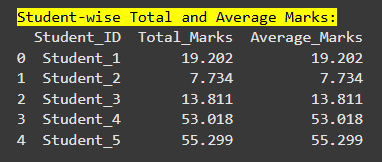 Student-wise Total and Average Marks:
Student_ID Total_Marks Average_Marks
0 Student_1 19.202 19.202
1 Student_2 7.734 7.734
2 Student_3 13.811 13.811
3 Student_4 53.018 53.018
4 Student_5 55.299 55.299